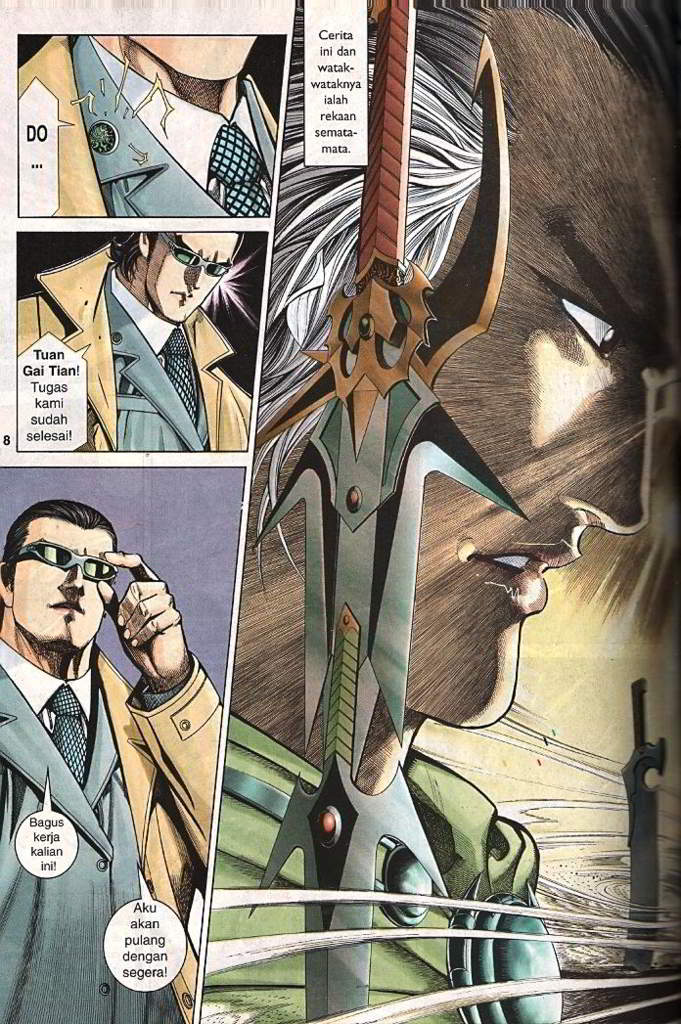 Cerita
ini dan
watak-
wataknya
ialah
rekaan
semata-
mata.
DO
...
Tuan
Gai Tian!
Tugas
kami
sudah
selesai!
8
Bagus
kerja
kalian
ini!
Aku
akan
pulang
dengan
segera!